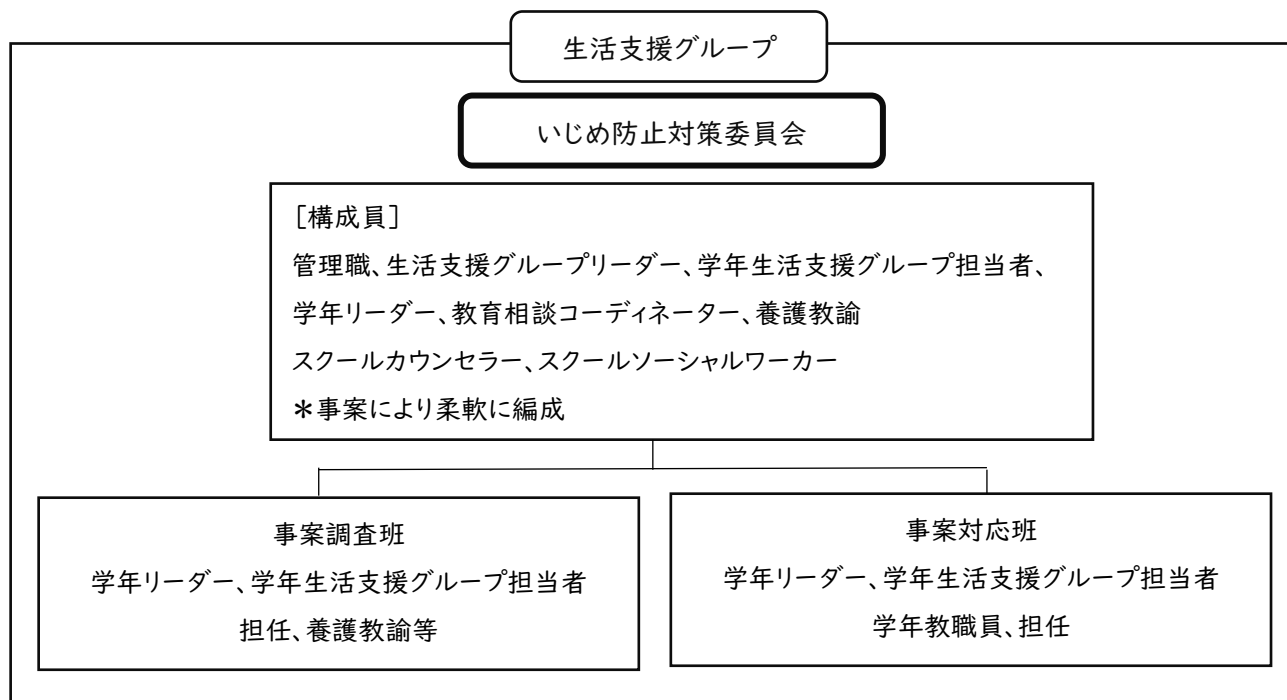 生活支援グループ
いじめ防止対策委員会
［構成員］
管理職、生活支援グループリーダー、学年生活支援グループ担当者、
学年リーダー、教育相談コーディネーター、養護教諭
スクールカウンセラー、スクールソーシャルワーカー
＊事案により柔軟に編成
事案調査班
学年リーダー、学年生活支援グループ担当者
担任、養護教諭等
事案対応班
学年リーダー、学年生活支援グループ担当者
学年教職員、担任